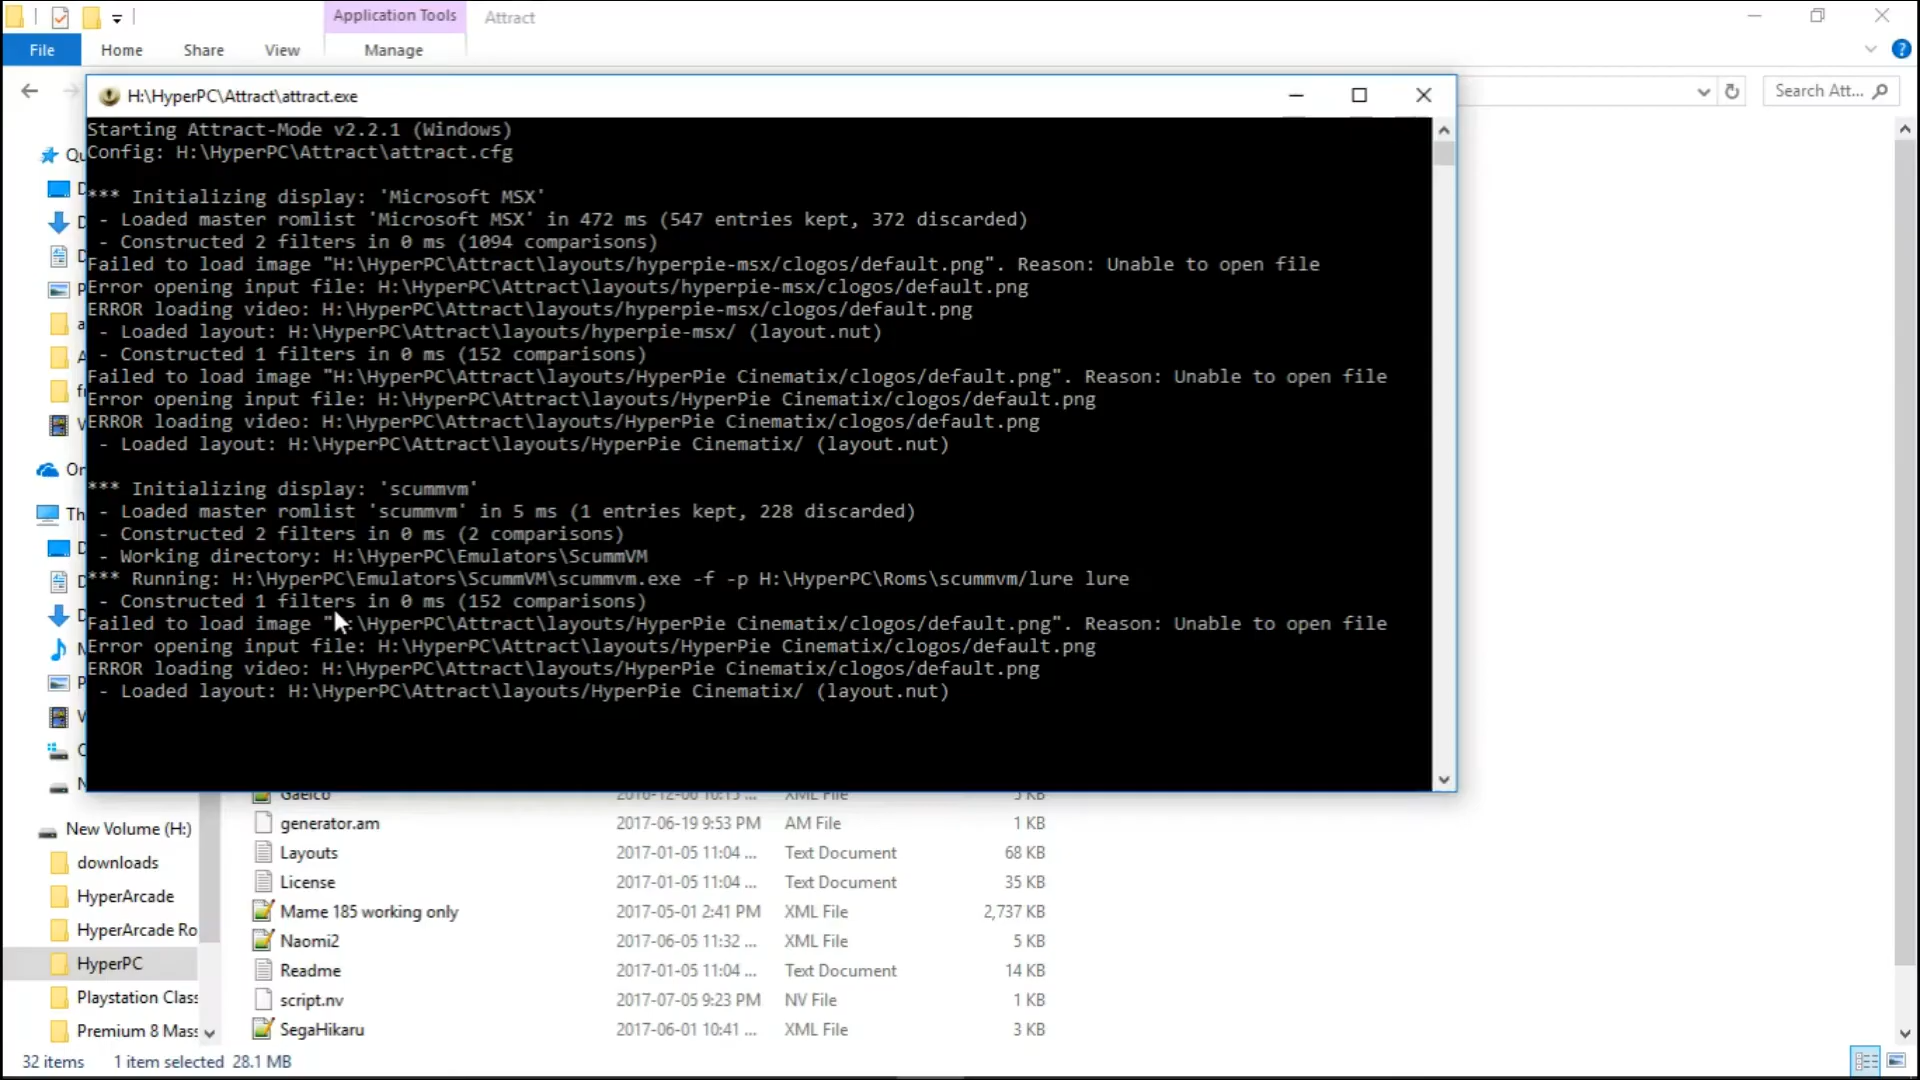 Application Tools
Attract
File
Home
Share
View
Manage
Search Att...
H:\HyperPC\Attract\attract.exe
Starting Attract-Mode v2.2.1 (Windows)
Config: H:\HyperPC\Attract\attract.cfg
*** Initializing display: 'Microsoft MSX'
- Loaded master romlist 'Microsoft MSX' in 472 ms (547 entries kept, 372 discarded)
- Constructed 2 filters in 0 ms (1094 comparisons)
Failed to load image "H:\HyperPC\Attract\layouts/hyperpie-msx/clogos/default.png". Reason: Unable to open file
Error opening input file: H:\HyperPC\Attract\layouts/hyperpie-msx/clogos/default.png
ERROR loading video: H:\HyperPC\Attract\layouts/hyperpie-msx/clogos/default.png
- Loaded layout: H:\HyperPC\Attract\layouts/hyperpie-msx/ (layout.nut)
- Constructed 1 filters in 0 ms (152 comparisons)
Failed to load image "H:\HyperPC\Attract\layouts/HyperPie Cinematix/clogos/default.png". Reason: Unable to open file
Error opening input file: H:\HyperPC\Attract\layouts/HyperPie Cinematix/clogos/default.png
ERROR loading video: H:\HyperPC\Attract\layouts/HyperPie Cinematix/clogos/default.png
- Loaded layout: H:\HyperPC\Attract\layouts/HyperPie Cinematix/ (layout.nut)
*** Initializing display: 'scummvm'
- Loaded master romlist 'scummvm' in 5 ms (1 entries kept, 228 discarded)
- Constructed 2 filters in 0 ms (2 comparisons)
- Working directory: H:\HyperPC\Emulators\ScummVM
*** Running: H:\HyperPC\Emulators\ScummVM\scummvm.exe -f -p H:\HyperPC\Roms\scummvm/lure lure
- Constructed 1 filters in 0 ms (152 comparisons)
Failed to load image ":\HyperPC\Attract\layouts/HyperPie Cinematix/clogos/default.png". Reason: Unable to open file
Error opening input file: H:\HyperPC\Attract\layouts/HyperPie Cinematix/clogos/default.png
ERROR loading video: H:\HyperPC\Attract\layouts/HyperPie Cinematix/clogos/default.png
- Loaded layout: H:\HyperPC\Attract\layouts/HyperPie Cinematix/ (layout.nut)
Gaelco
New Volume (H:)
downloads
HyperArcade
HyperArcade Ro
HyperPC
Playstation Clas
Premium 8 Mas
generator.am 2017-06-19 9:53 PM AM File 1 KB
Layouts 2017-01-05 11:04 ... Text Document 68 KB
License 2017-01-05 11:04 ... Text Document 35 KB
Mame 185 working only 2017-05-01 2:41 PM XML File 2,737 KB
Naomi2 2017-06-05 11:32 ... XML File 5 KB
Readme 2017-01-05 11:04 ... Text Document 14 KB
script.nv 2017-07-05 9:23 PM NV File 1 KB
SegaHikaru 2017-06-01 10:41 ... XML File 3 KB
32 items 1 item selected 28.1 MB